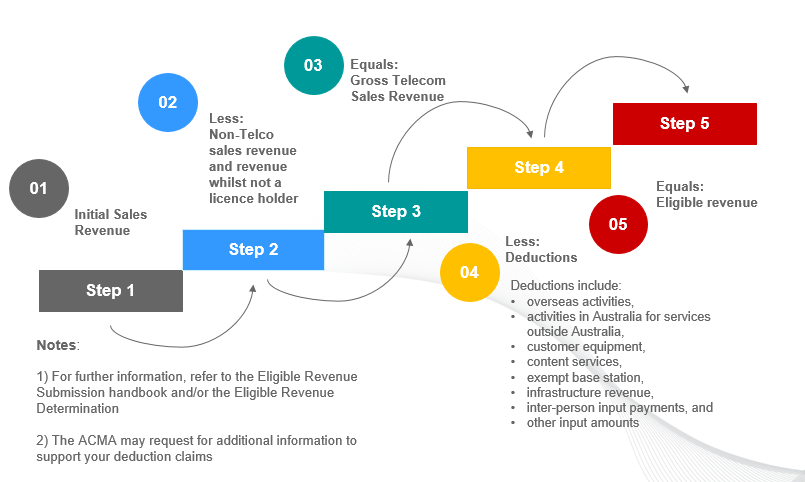 01
Initial Sales
Revenue
Step 1
02
Less:
Non-Telco
sales revenue
and revenue
whilst not a
licence holder
Step 2
03
Equals:
Gross Telecom
Sales Revenue
Step 3
Step 4
04
Less:
Deductions
Deductions include:
• overseas activities,
• activities in Australia for services
outside Australia,
• customer equipment,
• content services,
• exempt base station,
• infrastructure revenue,
• inter-person input payments, and
• other input amounts
Step 5
05
Equals:
Eligible revenue
Notes:
1) For further information, refer to the Eligible Revenue
Submission handbook and/or the Eligible Revenue
Determination
2) The ACMA may request for additional information to
support your deduction claims